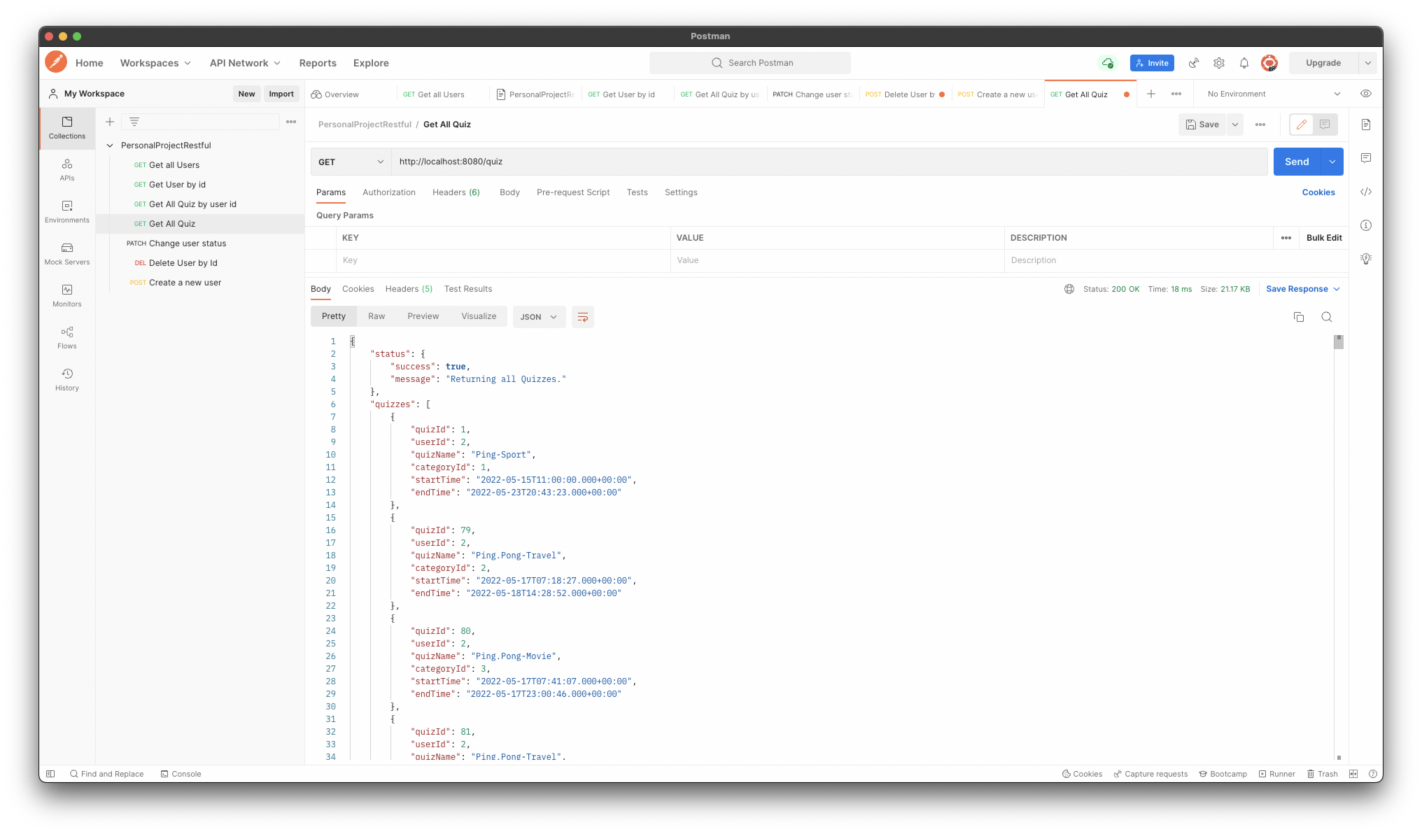 Postman
Home Workspaces API Network Reports Explore Search Postman Invite Upgrade
My Workspace New Import Overview GET Get all Users PersonalProjectR GET Get User by id GET Get All Quiz by us PATCH Change user st POST Delete User b POST Create a new us GET Get All Quiz No Environment
Collections
APIs
Environments
Mock Servers
Monitors
Flows
History
PersonalProjectRestful
GET Get all Users
GET Get User by id
GET Get All Quiz by user id
GET Get All Quiz
PATCH Change user status
DEL Delete User by Id
POST Create a new user
PersonalProjectRestful / Get All Quiz Save
GET http://localhost:8080/quiz Send
Params Authorization Headers (6) Body Pre-request Script Tests Settings Cookies
Query Params
KEY VALUE DESCRIPTION Bulk Edit
Key Value Description
Body Cookies Headers (5) Test Results Status: 200 OK Time: 18 ms Size: 21.17 KB Save Response
Pretty Raw Preview Visualize JSON
1 {
2 "status": {
3 "success": true,
4 "message": "Returning all Quizzes."
5 },
6 "quizzes": [
7 {
8 "quizId": 1,
9 "userId": 2,
10 "quizName": "Ping-Sport",
11 "categoryId": 1,
12 "startTime": "2022-05-15T11:00:00.000+00:00",
13 "endTime": "2022-05-23T20:43:23.000+00:00"
14 },
15 {
16 "quizId": 79,
17 "userId": 2,
18 "quizName": "Ping.Pong-Travel",
19 "categoryId": 2,
20 "startTime": "2022-05-17T07:18:27.000+00:00",
21 "endTime": "2022-05-18T14:28:52.000+00:00"
22 },
23 {
24 "quizId": 80,
25 "userId": 2,
26 "quizName": "Ping.Pong-Movie",
27 "categoryId": 3,
28 "startTime": "2022-05-17T07:41:07.000+00:00",
29 "endTime": "2022-05-17T23:00:46.000+00:00"
30 },
31 {
32 "quizId": 81,
33 "userId": 2,
34 "quizName": "Ping.Pong-Travel",
Find and Replace Console Cookies Capture requests Bootcamp Runner Trash